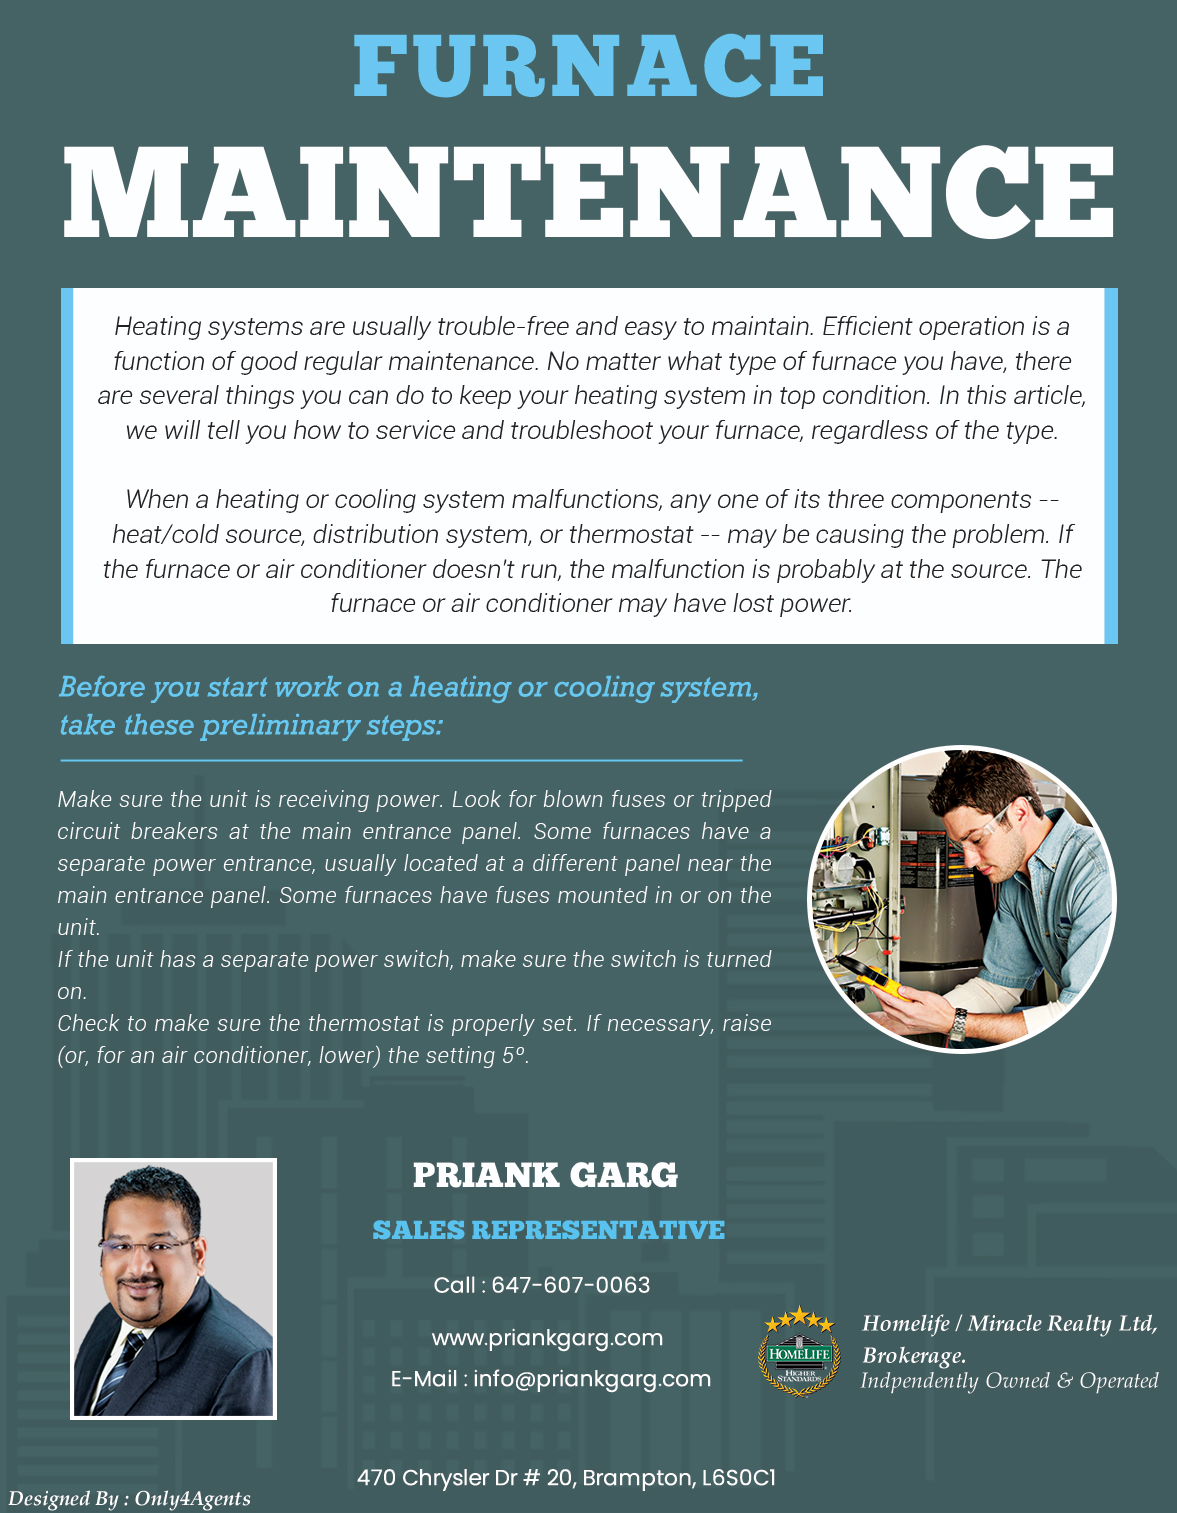 FURNACE
MAINTENANCE
Heating systems are usually trouble-free and easy to maintain. Efficient operation is a
function of good regular maintenance. No matter what type of furnace you have, there
are several things you can do to keep your heating system in top condition. In this article,
we will tell you how to service and troubleshoot your furnace, regardless of the type.
When a heating or cooling system malfunctions, any one of its three components --
heat/cold source, distribution system, or thermostat -- may be causing the problem. If
the furnace or air conditioner doesn't run, the malfunction is probably at the source. The
furnace or air conditioner may have lost power.
Before you start work on a heating or cooling system,
take these preliminary steps:
Make sure the unit is receiving power. Look for blown fuses or tripped
circuit breakers at the main entrance panel. Some furnaces have a
separate power entrance, usually located at a different panel near the
main entrance panel. Some furnaces have fuses mounted in or on the
unit.
If the unit has a separate power switch, make sure the switch is turned
on.
Check to make sure the thermostat is properly set. If necessary, raise
(or, for an air conditioner, lower) the setting 5º.
PRIANK GARG
SALES REPRESENTATIVE
Call : 647-607-0063
www.priankgarg.com
E-Mail : info@priankgarg.com
HOMELIFE
HIGHER
STANDARDS
Homelife / Miracle Realty Ltd,
Brokerage.
Indpendently Owned & Operated
470 Chrysler Dr # 20, Brampton, L6S0C1
Designed By : Only4Agents